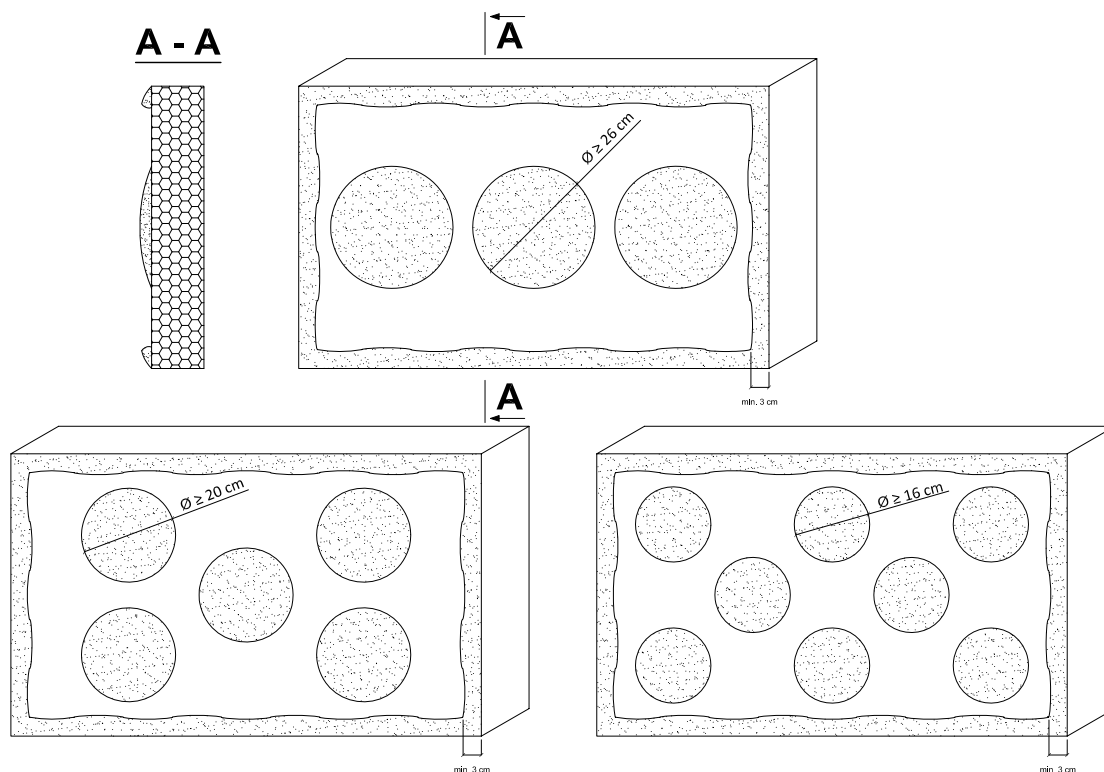 A
A - A
Ø ≥ 26 cm
min. 3 cm
A
Ø ≥ 20 cm
Ø ≥ 16 cm
min. 3 cm
min. 3 cm